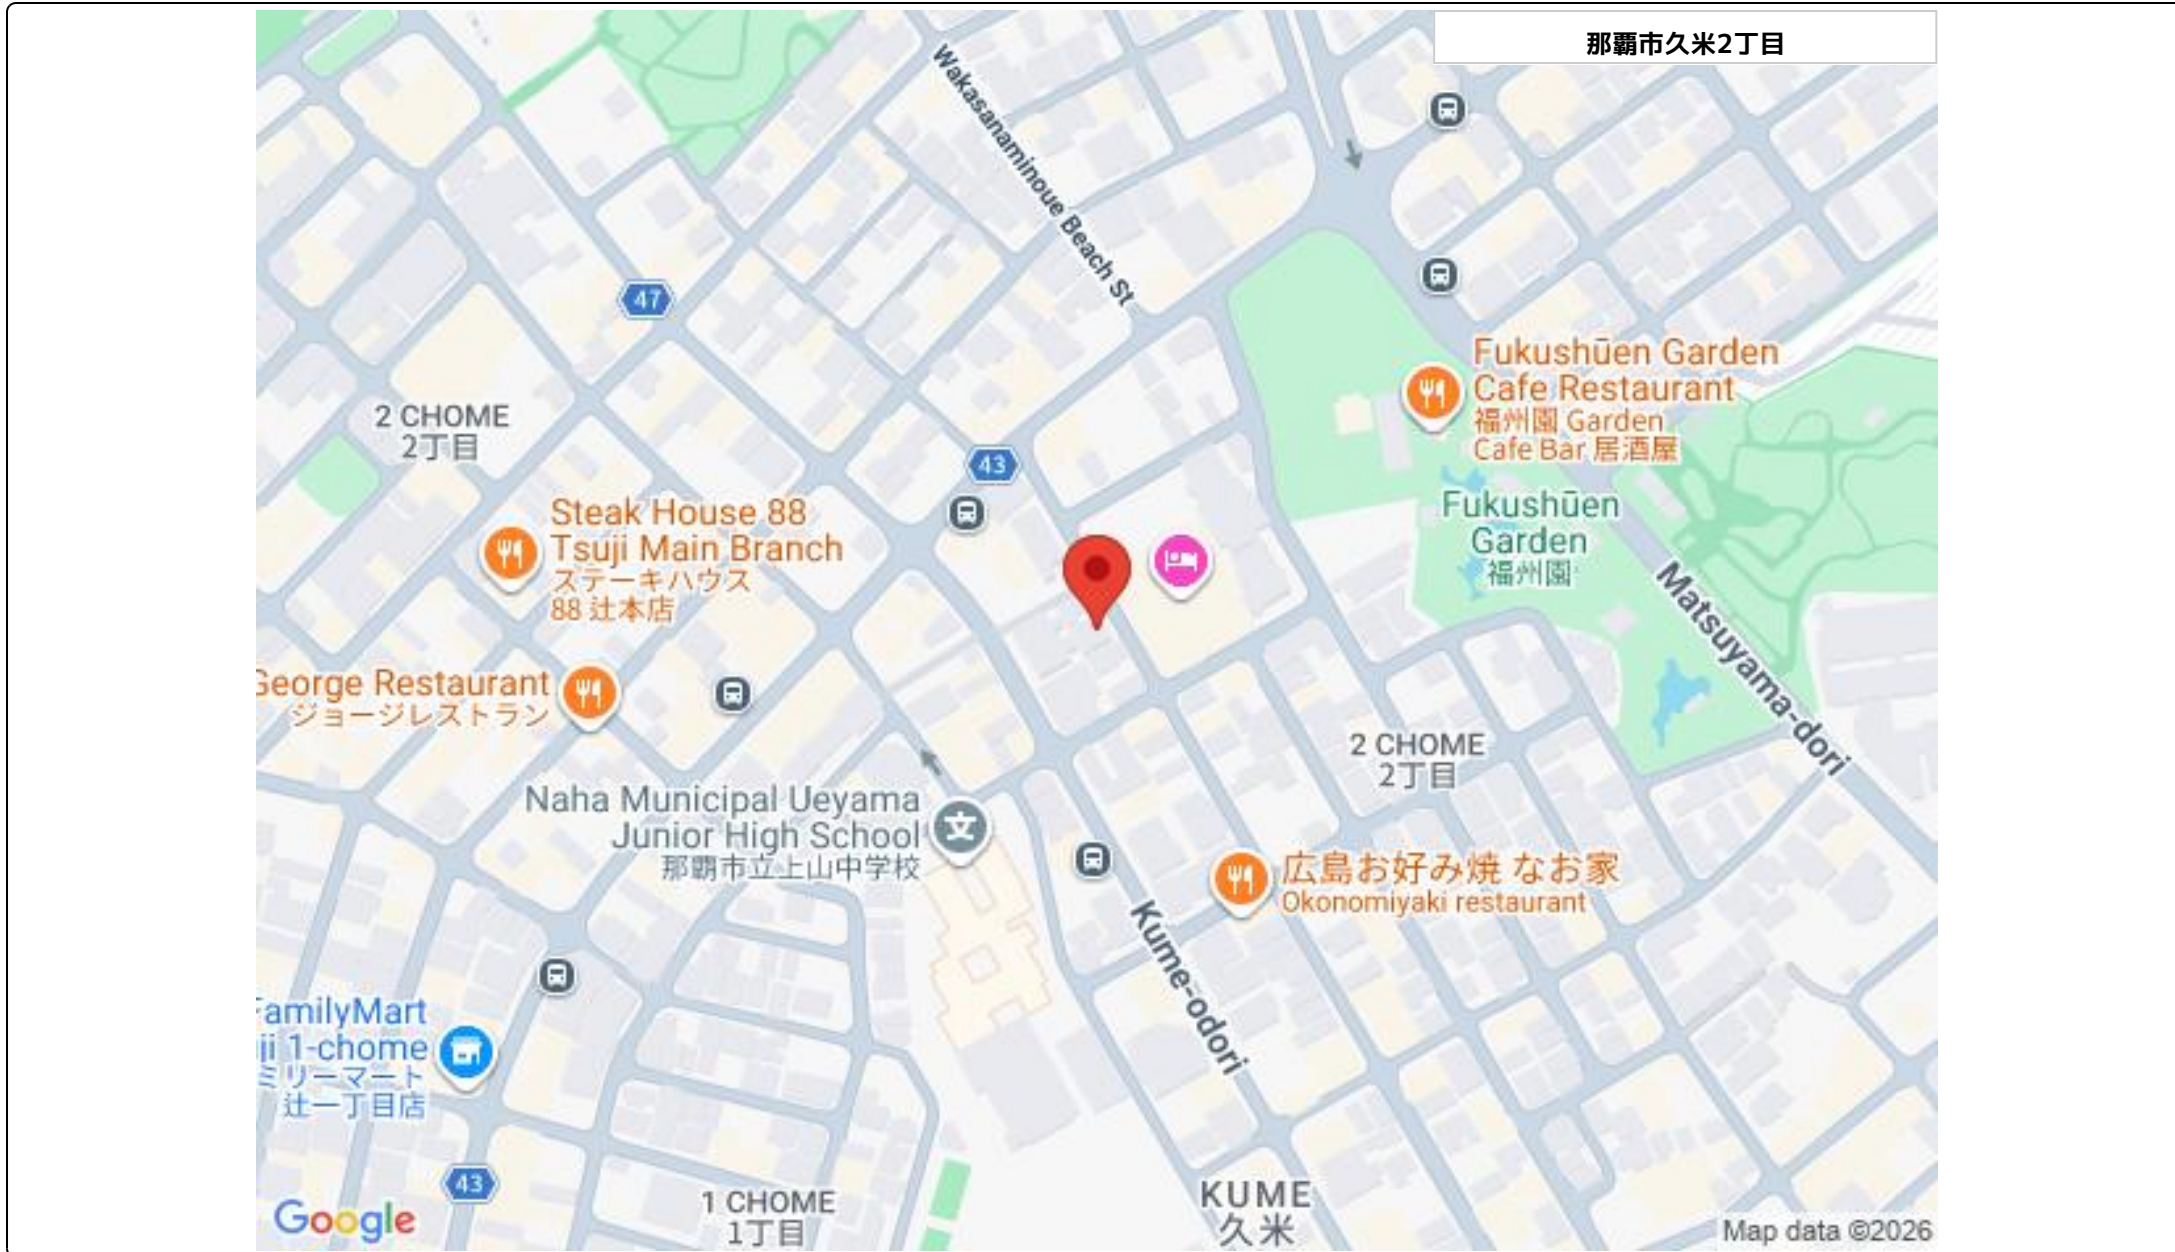 那覇市久米2丁目
Wakasanaminoue Beach St
47
Fukushūen Garden
Cafe Restaurant
福州園 Garden
Cafe Bar 居酒屋
2 CHOME
2丁目
43
Steak House 88
Tsuji Main Branch
ステーキハウス
88 辻本店
Fukushūen
Garden
福州園
Matsuyama-dori
George Restaurant
ジョージレストラン
2 CHOME
2丁目
Naha Municipal Ueyama
Junior High School
那覇市立上山中学校
文
広島お好み焼 なお家
Okonomiyaki restaurant
Kume-odori
FamilyMart
ji 1-chome
ミリーマート
辻一丁目店
43
1 CHOME
1丁目
KUME
久米
Google
Map data ©2026